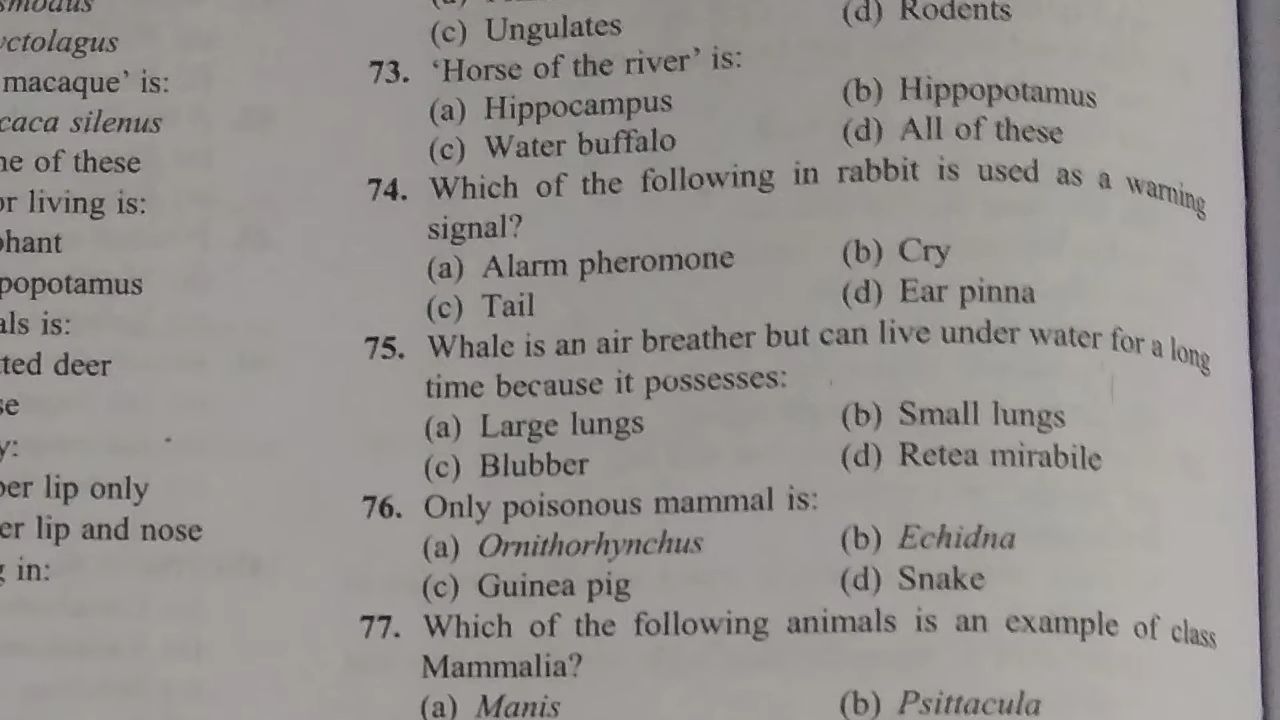 ctolagus
macaque' is:
caca silenus
ne of these
or living is:
phant
popotamus
als is:
ted deer
se
y:
per lip only
er lip and nose
in:
(c) Ungulates
(d) Rodents
73. 'Horse of the river' is:
(a) Hippocampus
(b) Hippopotamus
(c) Water buffalo
(d) All of these
74. Which of the following in rabbit is used as a warning
signal?
(a) Alarm pheromone
(b) Cry
(c) Tail
(d) Ear pinna
75. Whale is an air breather but can live under water for a long
time because it possesses:
(a) Large lungs
(b) Small lungs
(c) Blubber
(d) Retea mirabile
76. Only poisonous mammal is:
(a) Ornithorhynchus
(b) Echidna
(c) Guinea pig
(d) Snake
77. Which of the following animals is an example of class
Mammalia?
(a) Manis
(b) Psittacula